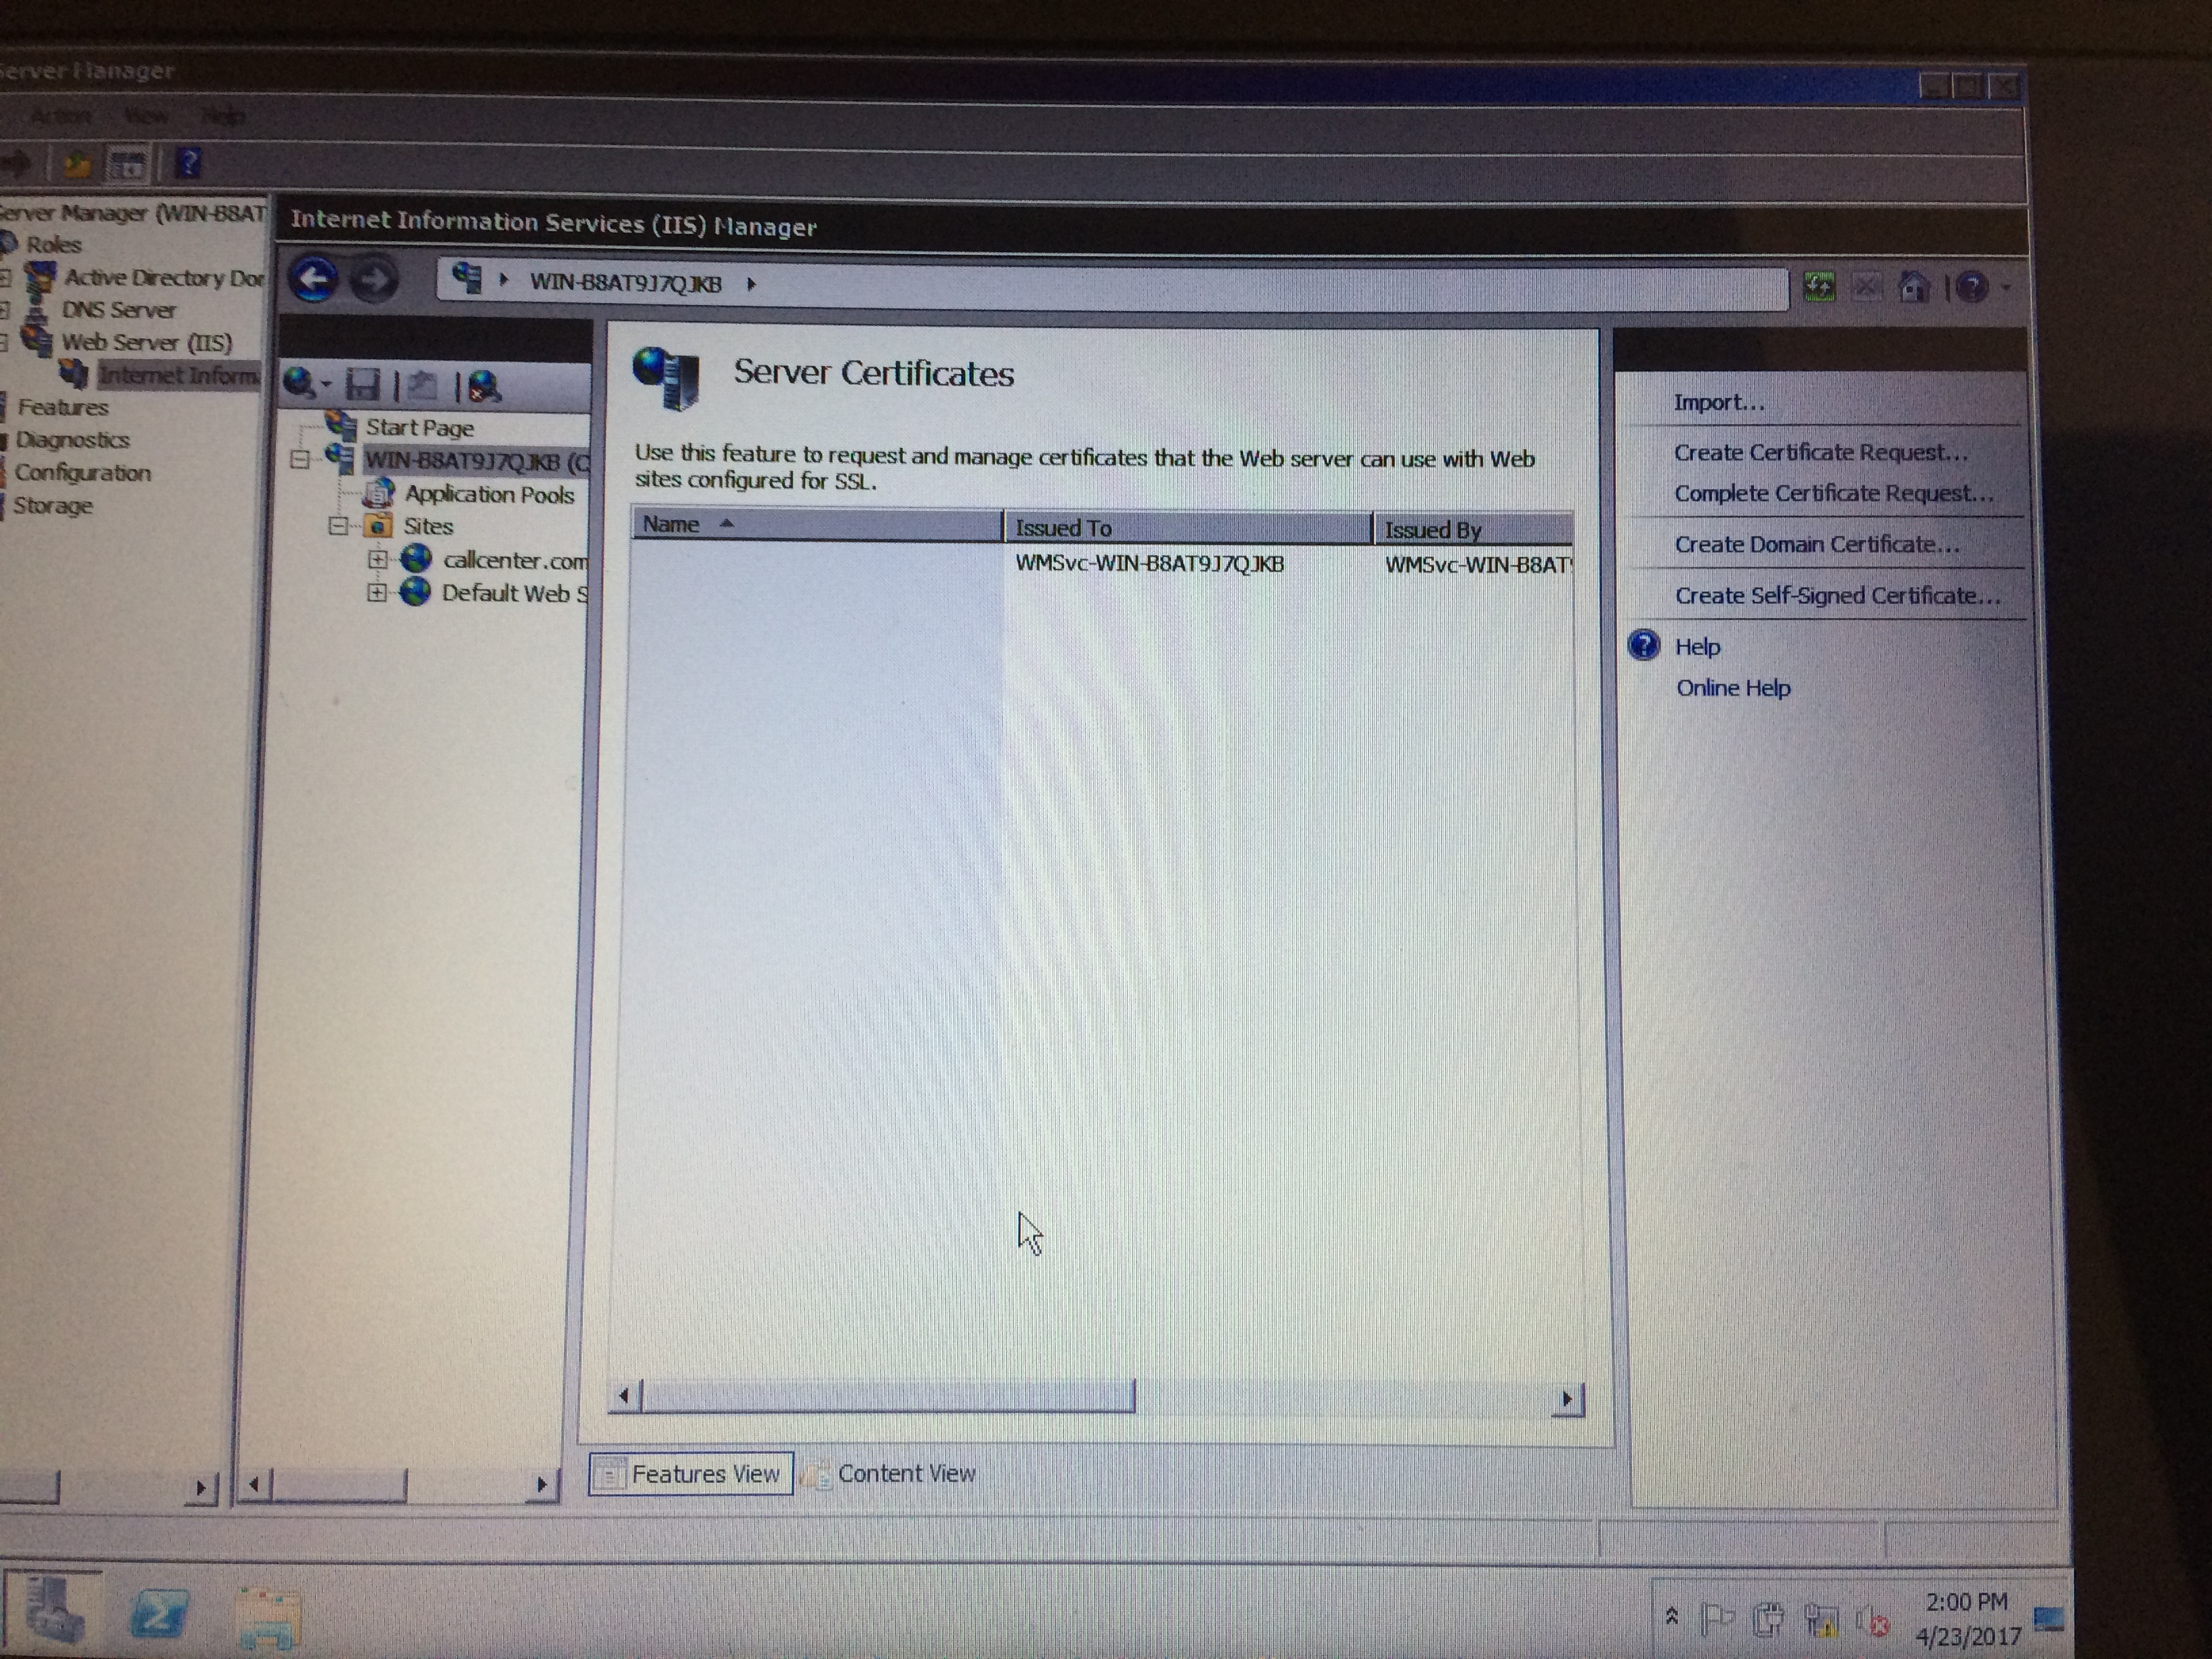 Server Manager
Action View Help
Server Manager (WIN-B8AT
Roles
Active Directory Dor
DNS Server
Web Server (IIS)
Internet Inform
Features
Diagnostics
Configuration
Storage
Internet Information Services (IIS) Manager
WIN-B8AT9J7QJKB
Start Page
WIN-B8AT9J7QJKB (C
Application Pools
Sites
callcenter.com
Default Web S
Server Certificates
Use this feature to request and manage certificates that the Web server can use with Web
sites configured for SSL.
Name Issued To Issued By
WMSvc-WIN-B8AT9J7QJKB WMSvc-WIN-B8AT9
Features View Content View
Import...
Create Certificate Request...
Complete Certificate Request...
Create Domain Certificate...
Create Self-Signed Certificate...
Help
Online Help
2:00 PM
4/23/2017